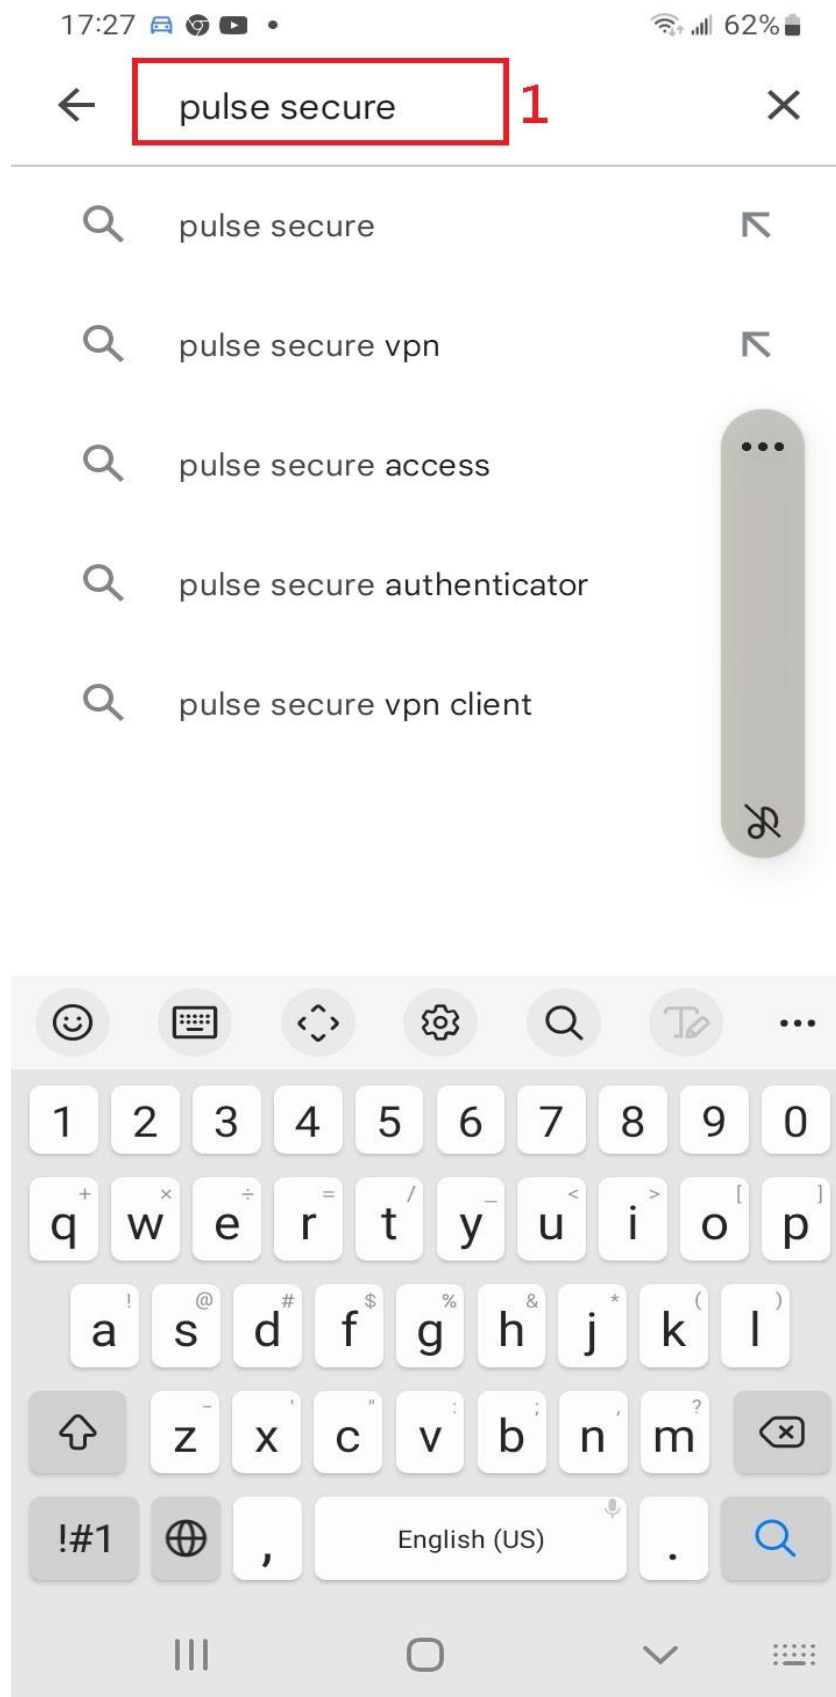 17:27 62%
pulse secure 1
pulse secure
pulse secure vpn
pulse secure access
pulse secure authenticator
pulse secure vpn client
1 2 3 4 5 6 7 8 9 0
+ × ÷ = / _ < > [ ]
q w e r t y u i o p
! @ # $ % & * ( )
a s d f g h j k l
- ' " : ; , ?
z x c v b n m
!#1 , English (US) .